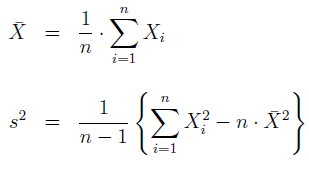 X̄ = 1/n · ∑_{i=1}^{n} X_i
s² = 1/(n − 1) { ∑_{i=1}^{n} X_i² − n · X̄² }